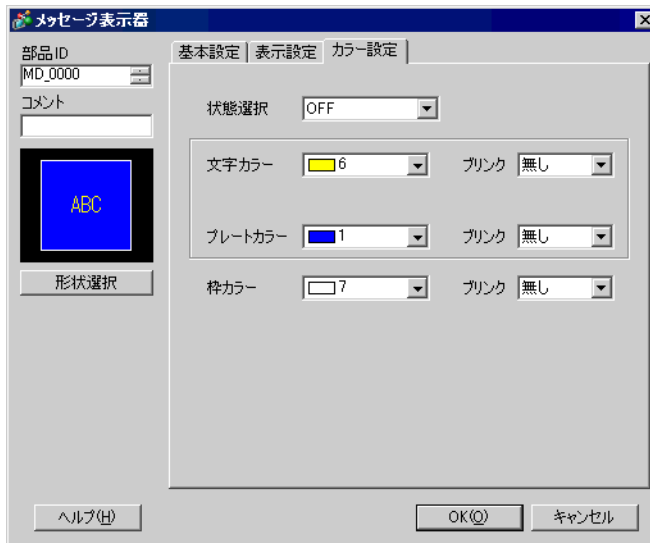 メッセージ表示器
部品ID
MD_0000
コメント
ABC
形状選択
基本設定 表示設定 カラー設定
状態選択 OFF
文字カラー 6 ブリンク 無し
プレートカラー 1 ブリンク 無し
枠カラー 7 ブリンク 無し
ヘルプ(H) OK(O) キャンセル